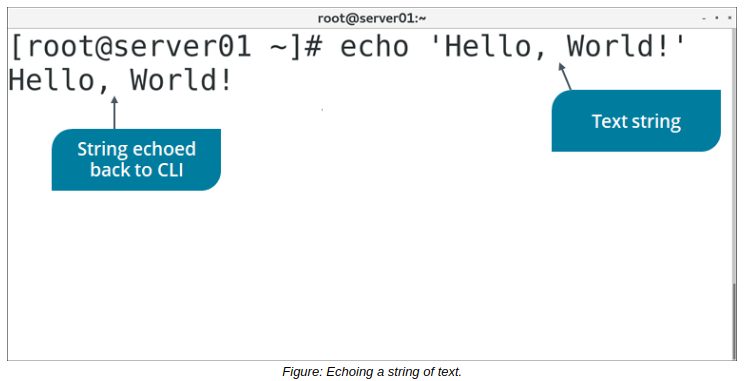 root@server01:~
[root@server01 ~]# echo 'Hello, World!'
Hello, World!
Text string
String echoed
back to CLI
Figure: Echoing a string of text.